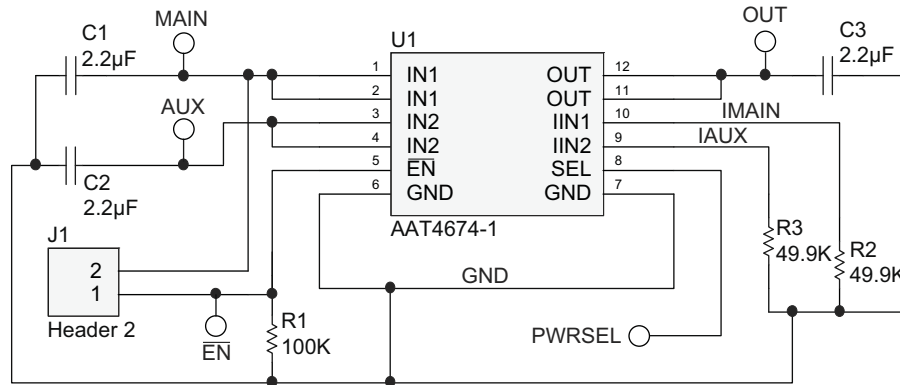 MAIN
OUT
C1
2.2µF
U1
C3
2.2µF
1 IN1 OUT 12
2 IN1 OUT 11
3 IN2 IIN1 10 IMAIN
4 IN2 IIN2 9 IAUX
5 E̅N̅ SEL 8
6 GND GND 7
AUX
C2
2.2µF
AAT4674-1
J1
2
1
Header 2
GND
R3
49.9K
R2
49.9K
E̅N̅
R1
100K
PWRSEL